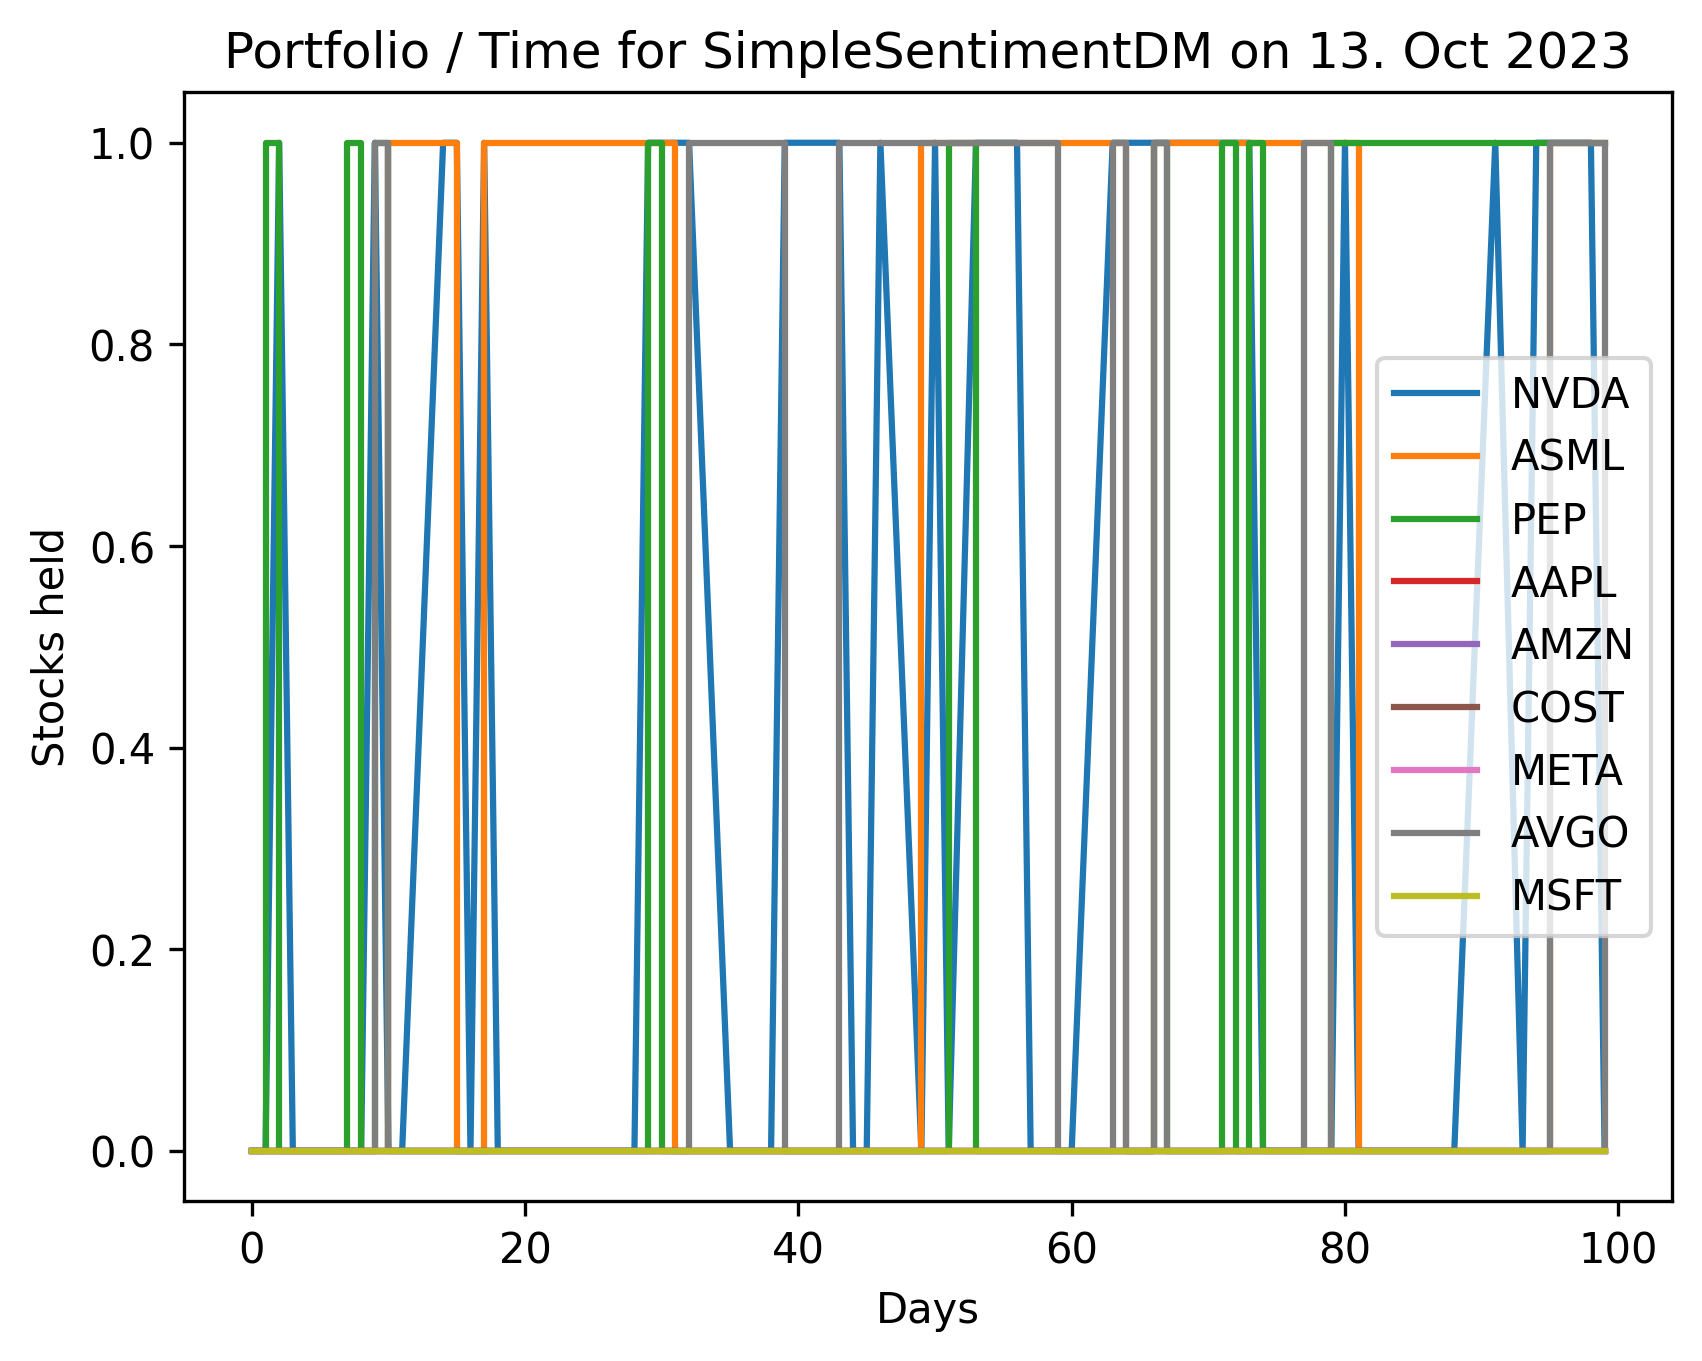 Portfolio / Time for SimpleSentimentDM on 13. Oct 2023
1.0
0.8
0.6
0.4
0.2
0.0
Stocks held
NVDA
ASML
PEP
AAPL
AMZN
COST
META
AVGO
MSFT
0 20 40 60 80 100
Days